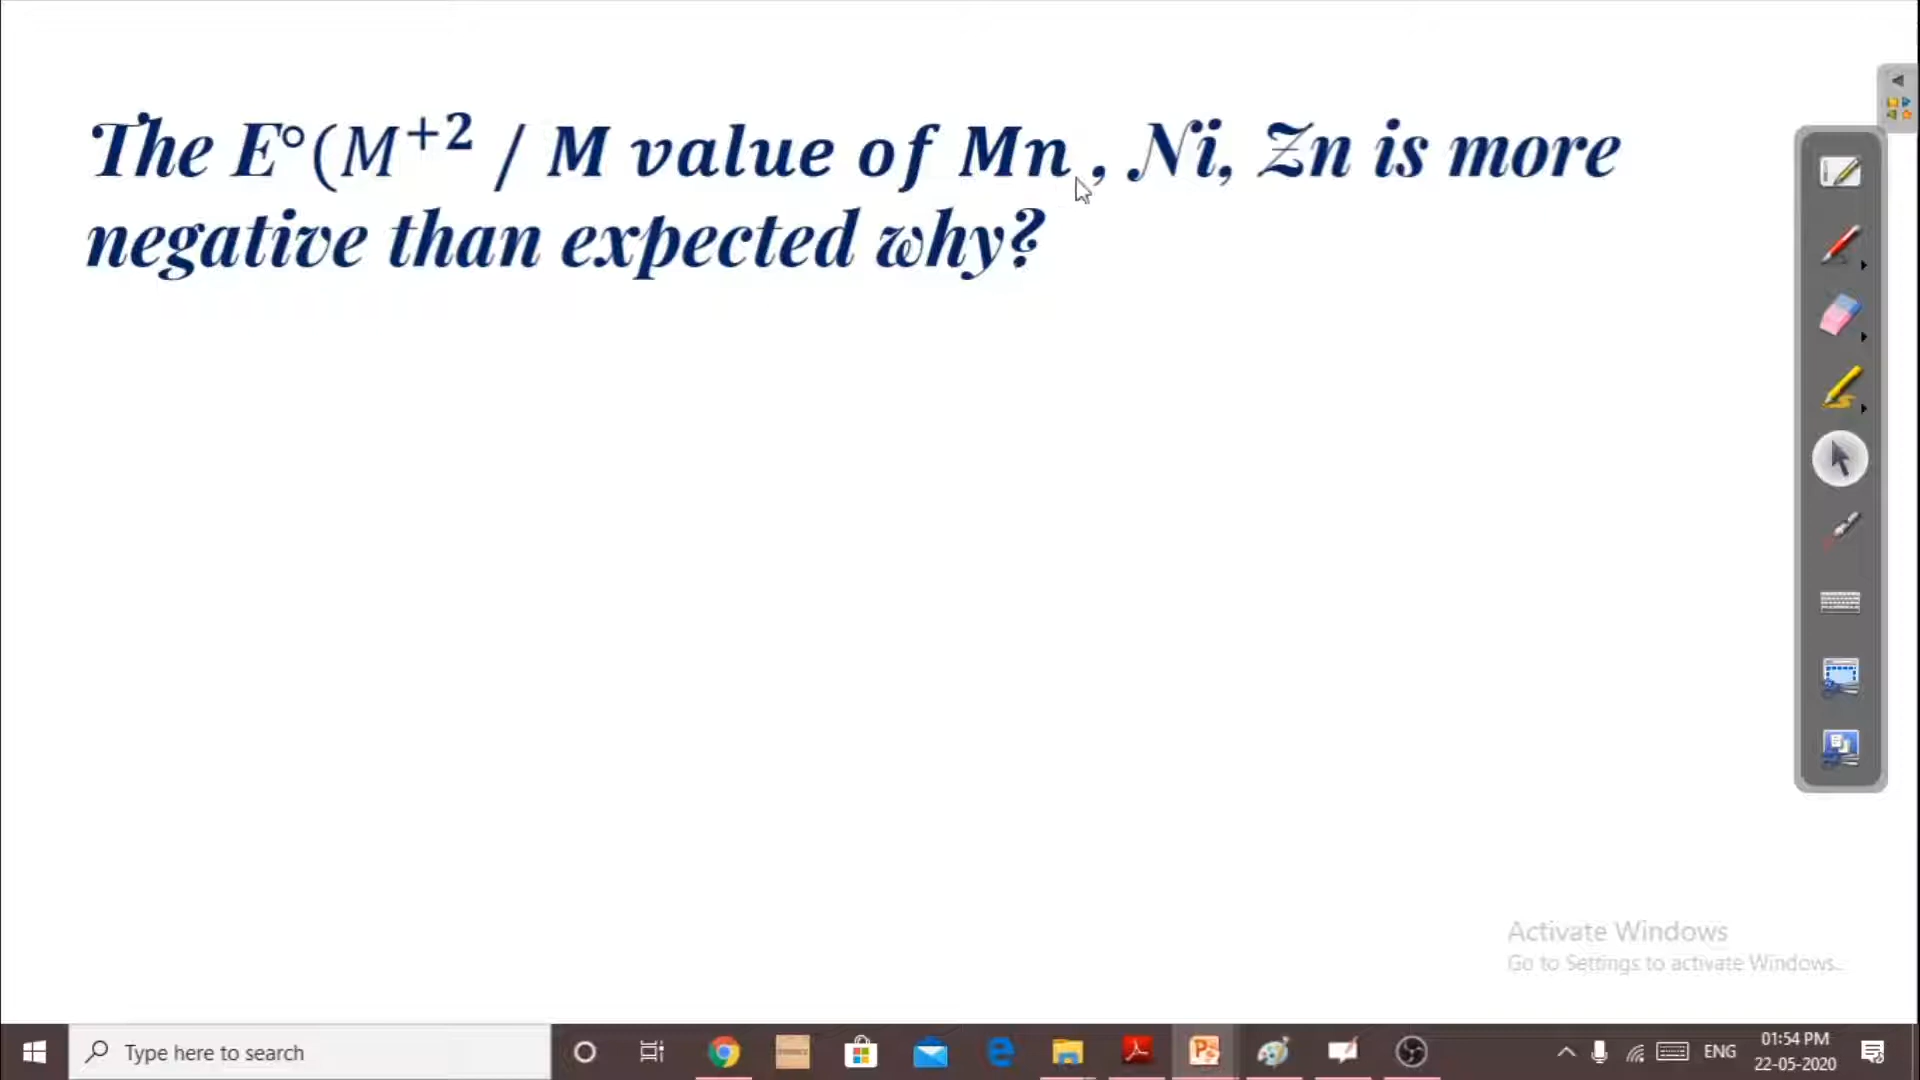 The E°(M⁺² / M value of Mn, Ni, Zn is more
negative than expected why?
Activate Windows
Go to Settings to activate Windows.
Type here to search
ENG
01:54 PM
22-05-2020